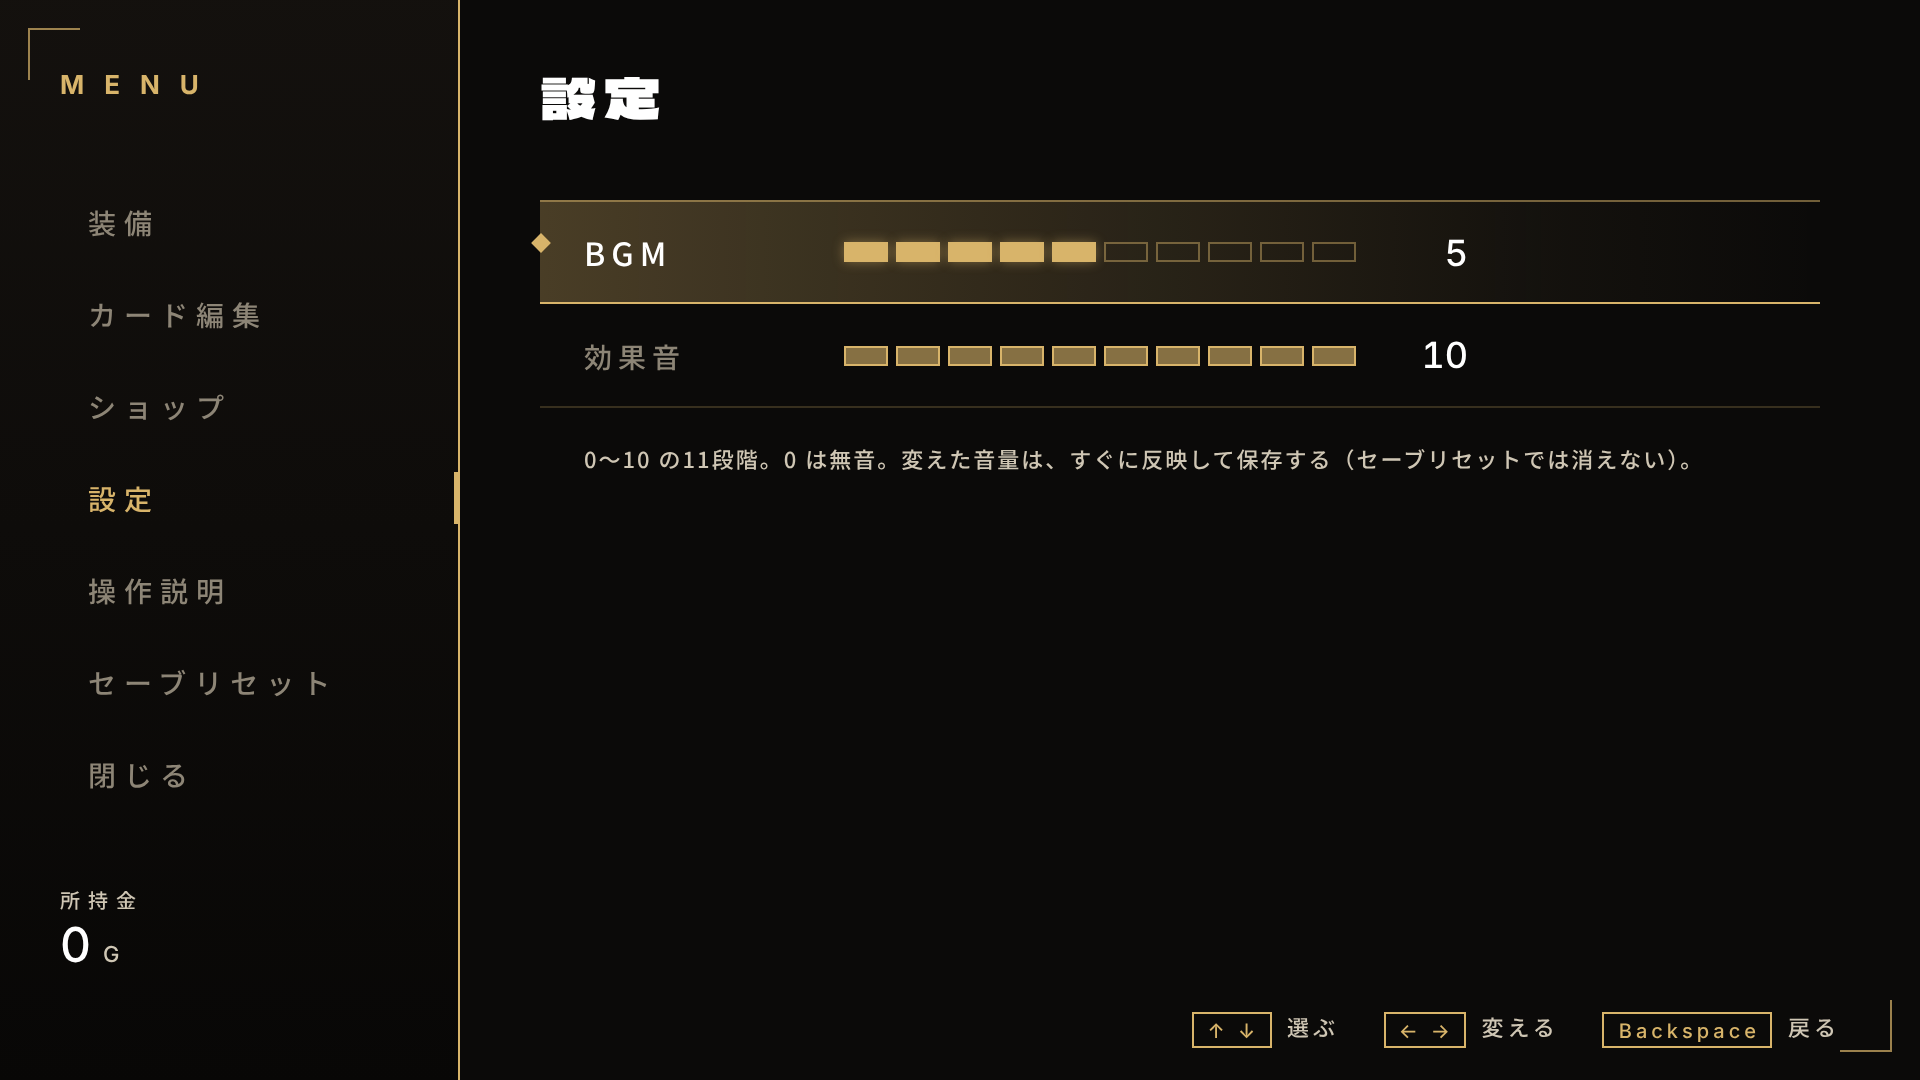 MENU
装備
カード編集
ショップ
設定
操作説明
セーブリセット
閉じる
所持金
0 G
設定
BGM 5
効果音 10
0〜10 の11段階。0 は無音。変えた音量は、すぐに反映して保存する（セーブリセットでは消えない）。
↑ ↓ 選ぶ ← → 変える Backspace 戻る